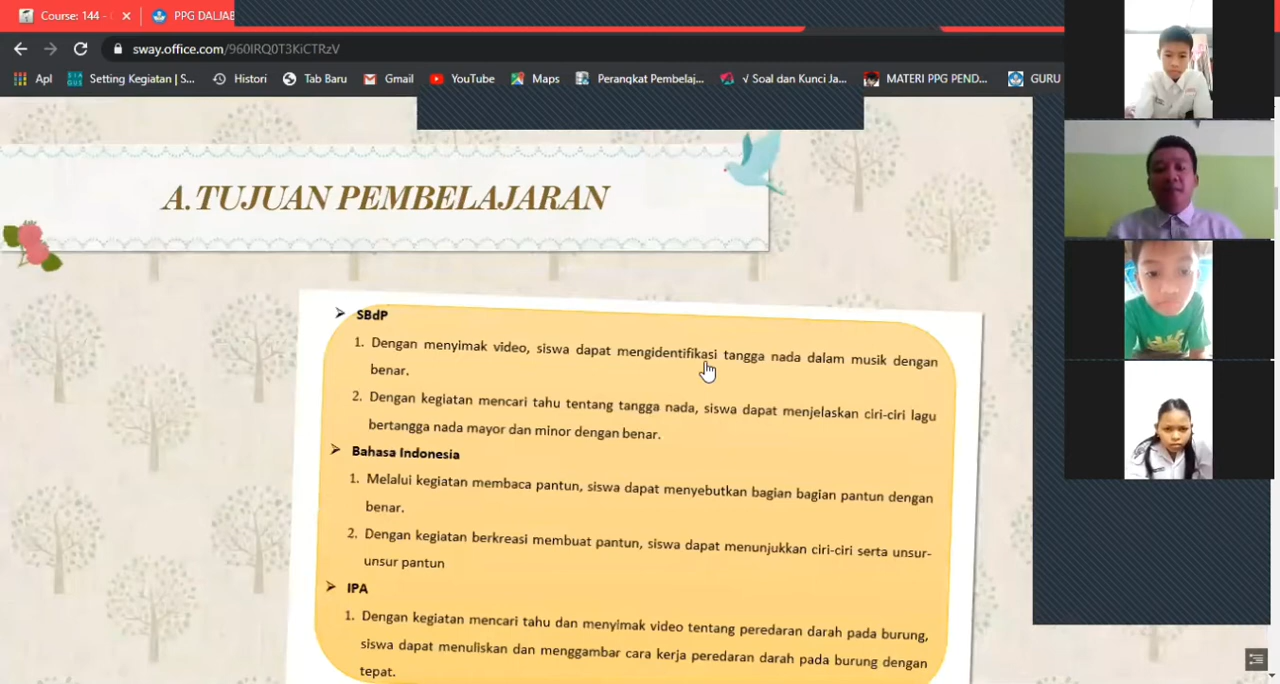 Course: 144 -
PPG DALJAB
sway.office.com/960IRQ0T3KiCTRzV
Apl
Setting Kegiatan | S...
Histori
Tab Baru
Gmail
YouTube
Maps
Perangkat Pembelaj...
√ Soal dan Kunci Ja...
MATERI PPG PEND...
GURU
A.TUJUAN PEMBELAJARAN
➢ SBdP
1. Dengan menyimak video, siswa dapat mengidentifikasi tangga nada dalam musik dengan
benar.
2. Dengan kegiatan mencari tahu tentang tangga nada, siswa dapat menjelaskan ciri-ciri lagu
bertangga nada mayor dan minor dengan benar.
➢ Bahasa Indonesia
1. Melalui kegiatan membaca pantun, siswa dapat menyebutkan bagian bagian pantun dengan
benar.
2. Dengan kegiatan berkreasi membuat pantun, siswa dapat menunjukkan ciri-ciri serta unsur-
unsur pantun
➢ IPA
1. Dengan kegiatan mencari tahu dan menyimak video tentang peredaran darah pada burung,
siswa dapat menuliskan dan menggambar cara kerja peredaran darah pada burung dengan
tepat.